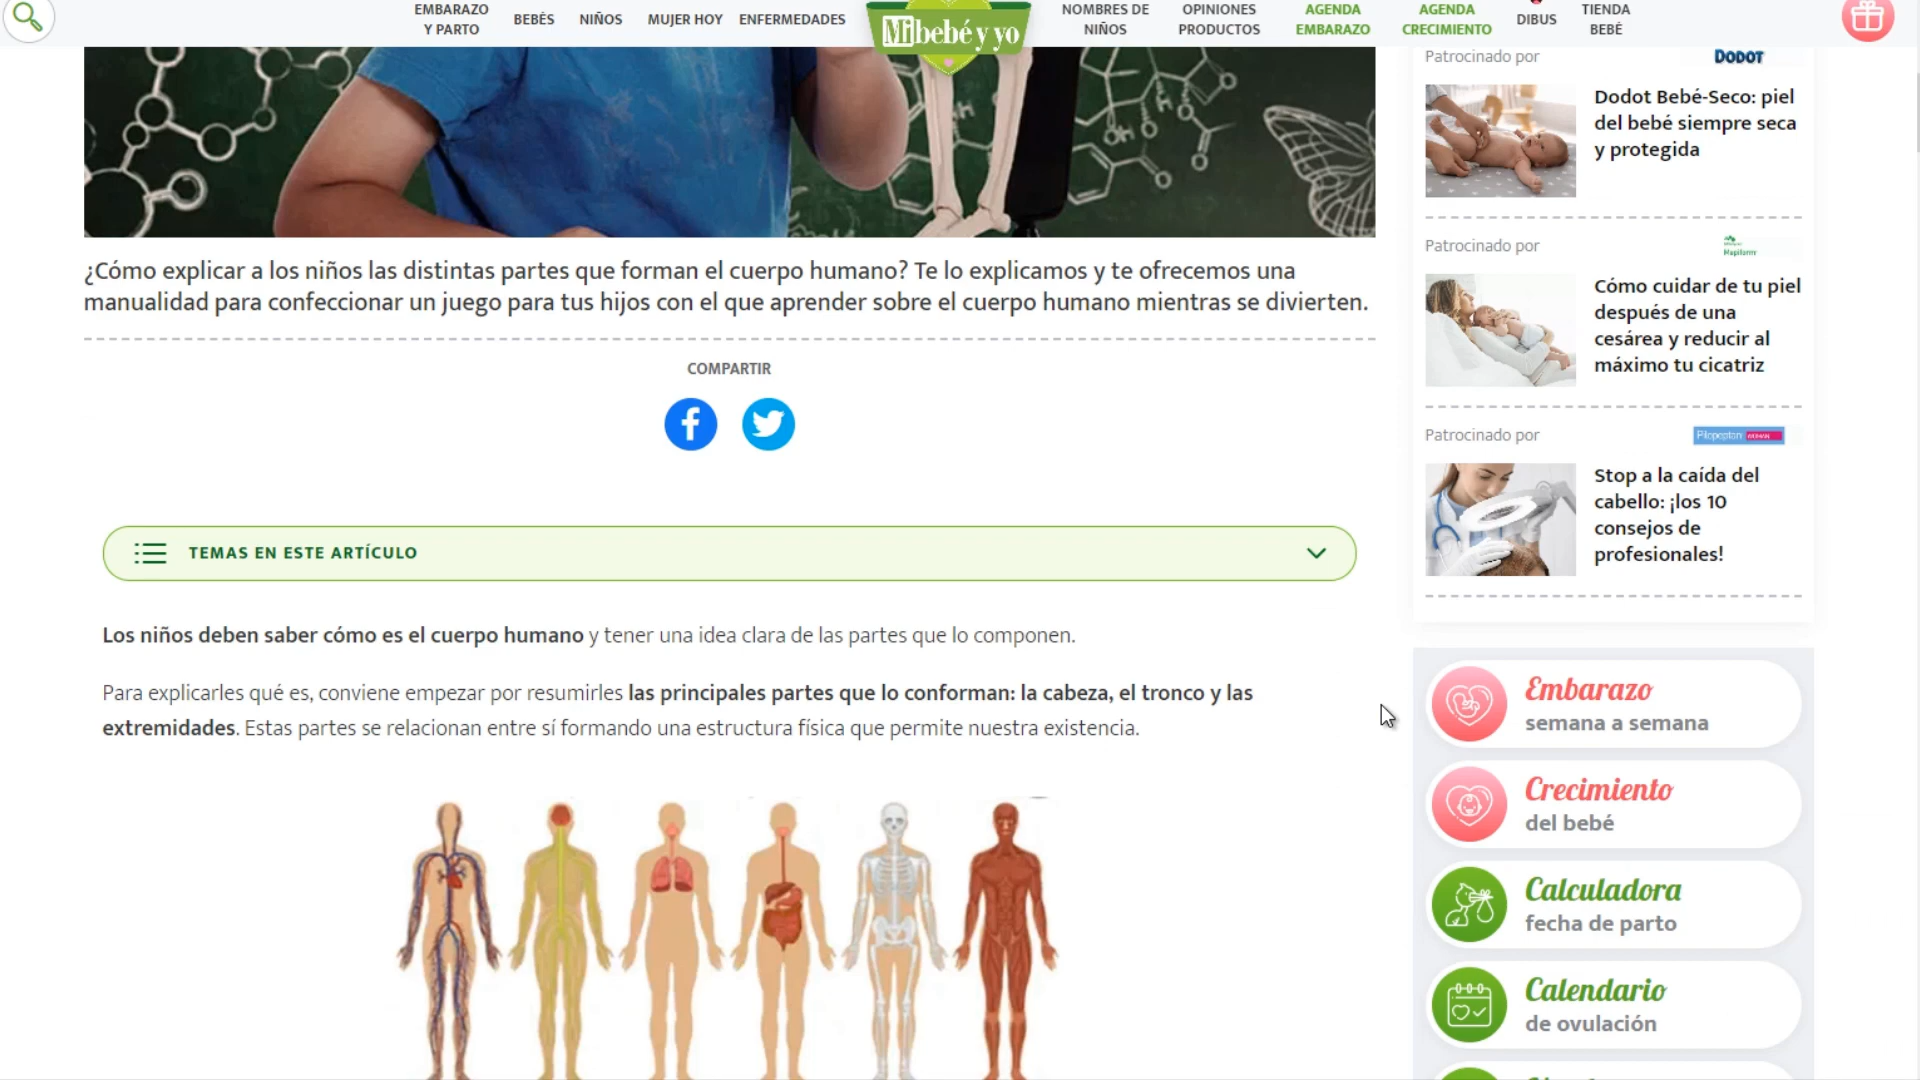 EMBARAZO
Y PARTO
BEBÉS
NIÑOS
MUJER HOY
ENFERMEDADES
Mi bebé y yo
NOMBRES DE
NIÑOS
OPINIONES
PRODUCTOS
AGENDA
EMBARAZO
AGENDA
CRECIMIENTO
DIBUS
TIENDA
BEBÉ
¿Cómo explicar a los niños las distintas partes que forman el cuerpo humano? Te lo explicamos y te ofrecemos una
manualidad para confeccionar un juego para tus hijos con el que aprender sobre el cuerpo humano mientras se divierten.
COMPARTIR
TEMAS EN ESTE ARTÍCULO
Los niños deben saber cómo es el cuerpo humano y tener una idea clara de las partes que lo componen.
Para explicarles qué es, conviene empezar por resumirles las principales partes que lo conforman: la cabeza, el tronco y las
extremidades. Estas partes se relacionan entre sí formando una estructura física que permite nuestra existencia.
Patrocinado por
DODOT
Dodot Bebé-Seco: piel
del bebé siempre seca
y protegida
Patrocinado por
Cómo cuidar de tu piel
después de una
cesárea y reducir al
máximo tu cicatriz
Patrocinado por
Pilopeptan WOMAN
Stop a la caída del
cabello: ¡los 10
consejos de
profesionales!
Embarazo
semana a semana
Crecimiento
del bebé
Calculadora
fecha de parto
Calendario
de ovulación